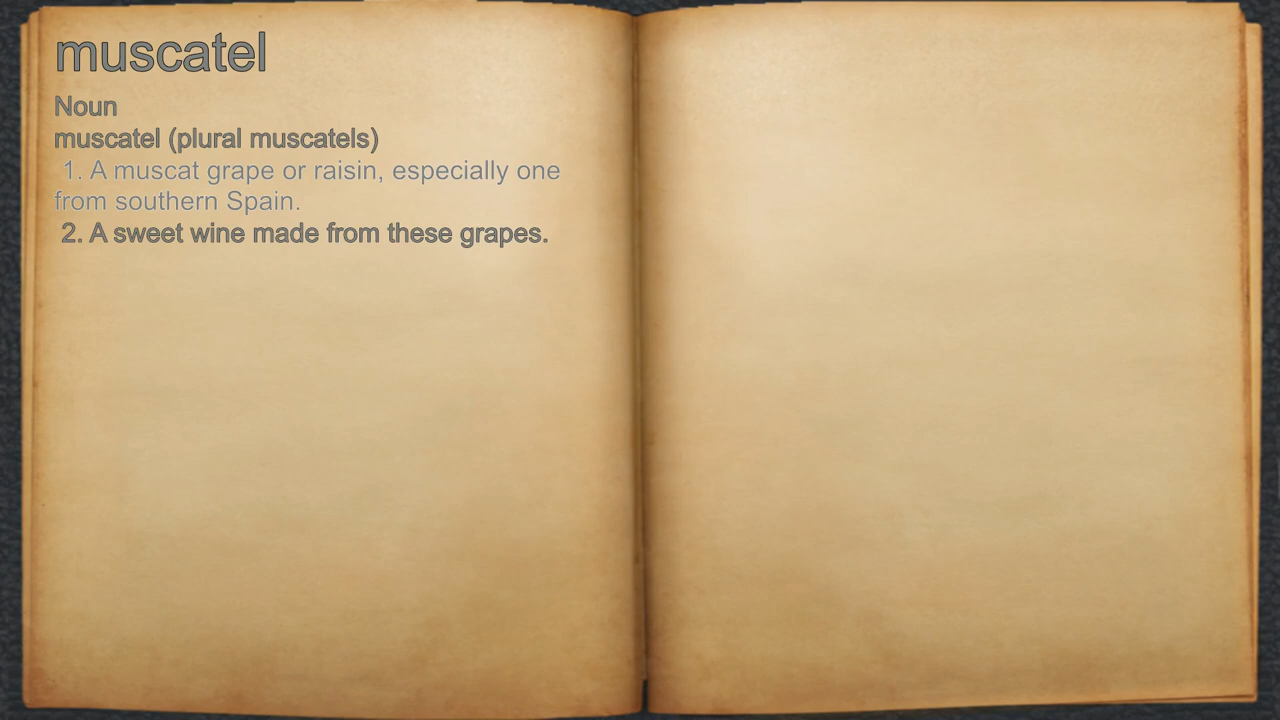 muscatel
Noun
muscatel (plural muscatels)
1. A muscat grape or raisin, especially one
from southern Spain.
2. A sweet wine made from these grapes.